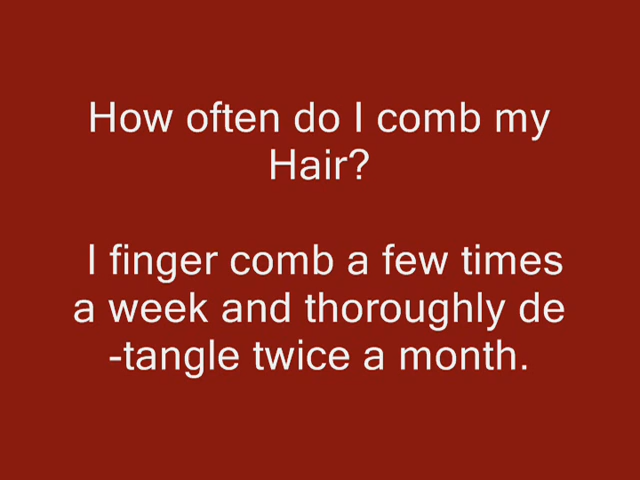 How often do I comb my
Hair?
I finger comb a few times
a week and thoroughly de
-tangle twice a month.